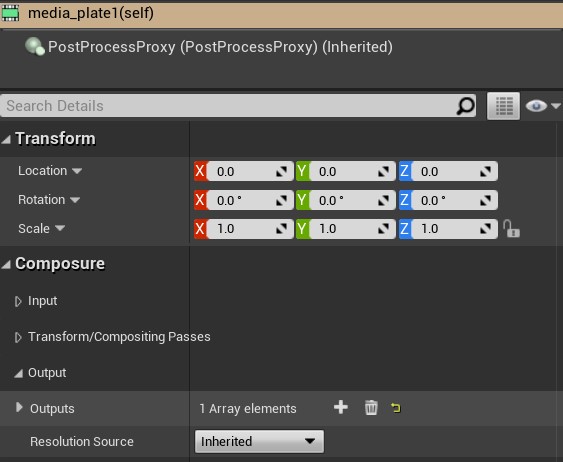 media_plate1(self)
PostProcessProxy (PostProcessProxy) (Inherited)
Search Details
Transform
Location X 0.0 Y 0.0 Z 0.0
Rotation X 0.0 ° Y 0.0 ° Z 0.0 °
Scale X 1.0 Y 1.0 Z 1.0
Composure
Input
Transform/Compositing Passes
Output
Outputs 1 Array elements
Resolution Source Inherited